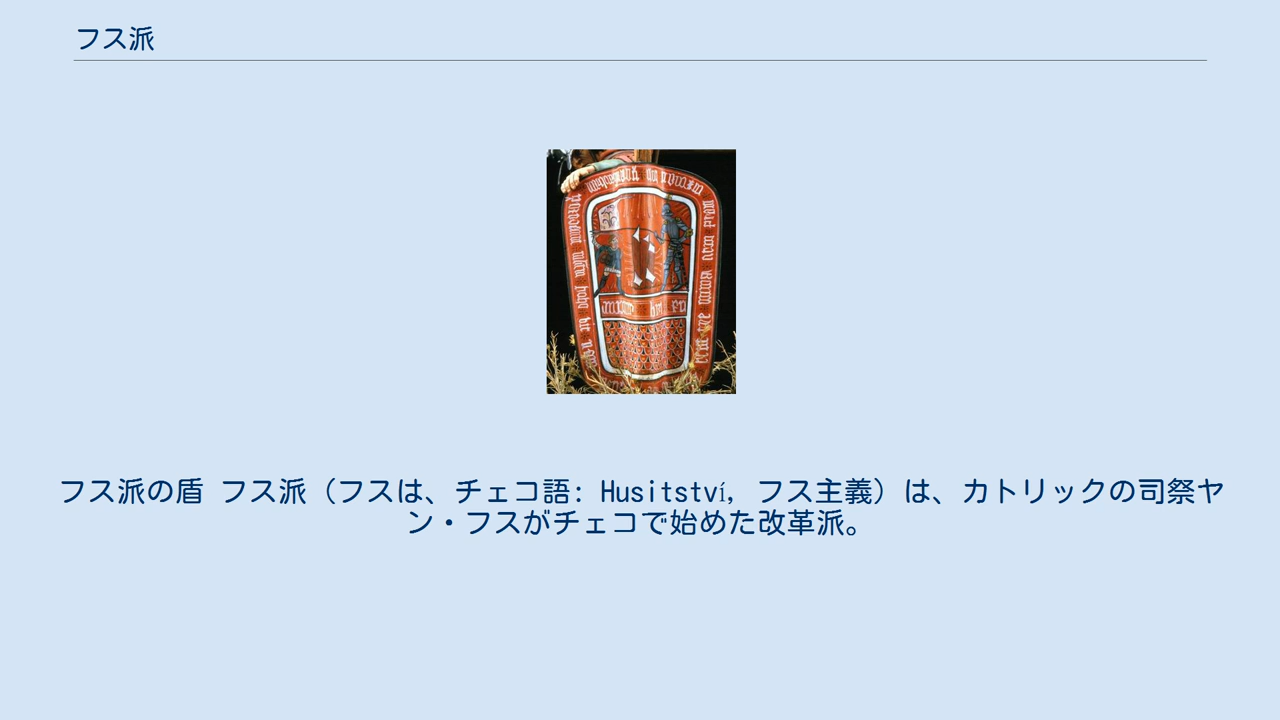 フス派
フス派の盾 フス派（フスは、チェコ語: Husitství, フス主義）は、カトリックの司祭ヤ
ン・フスがチェコで始めた改革派。